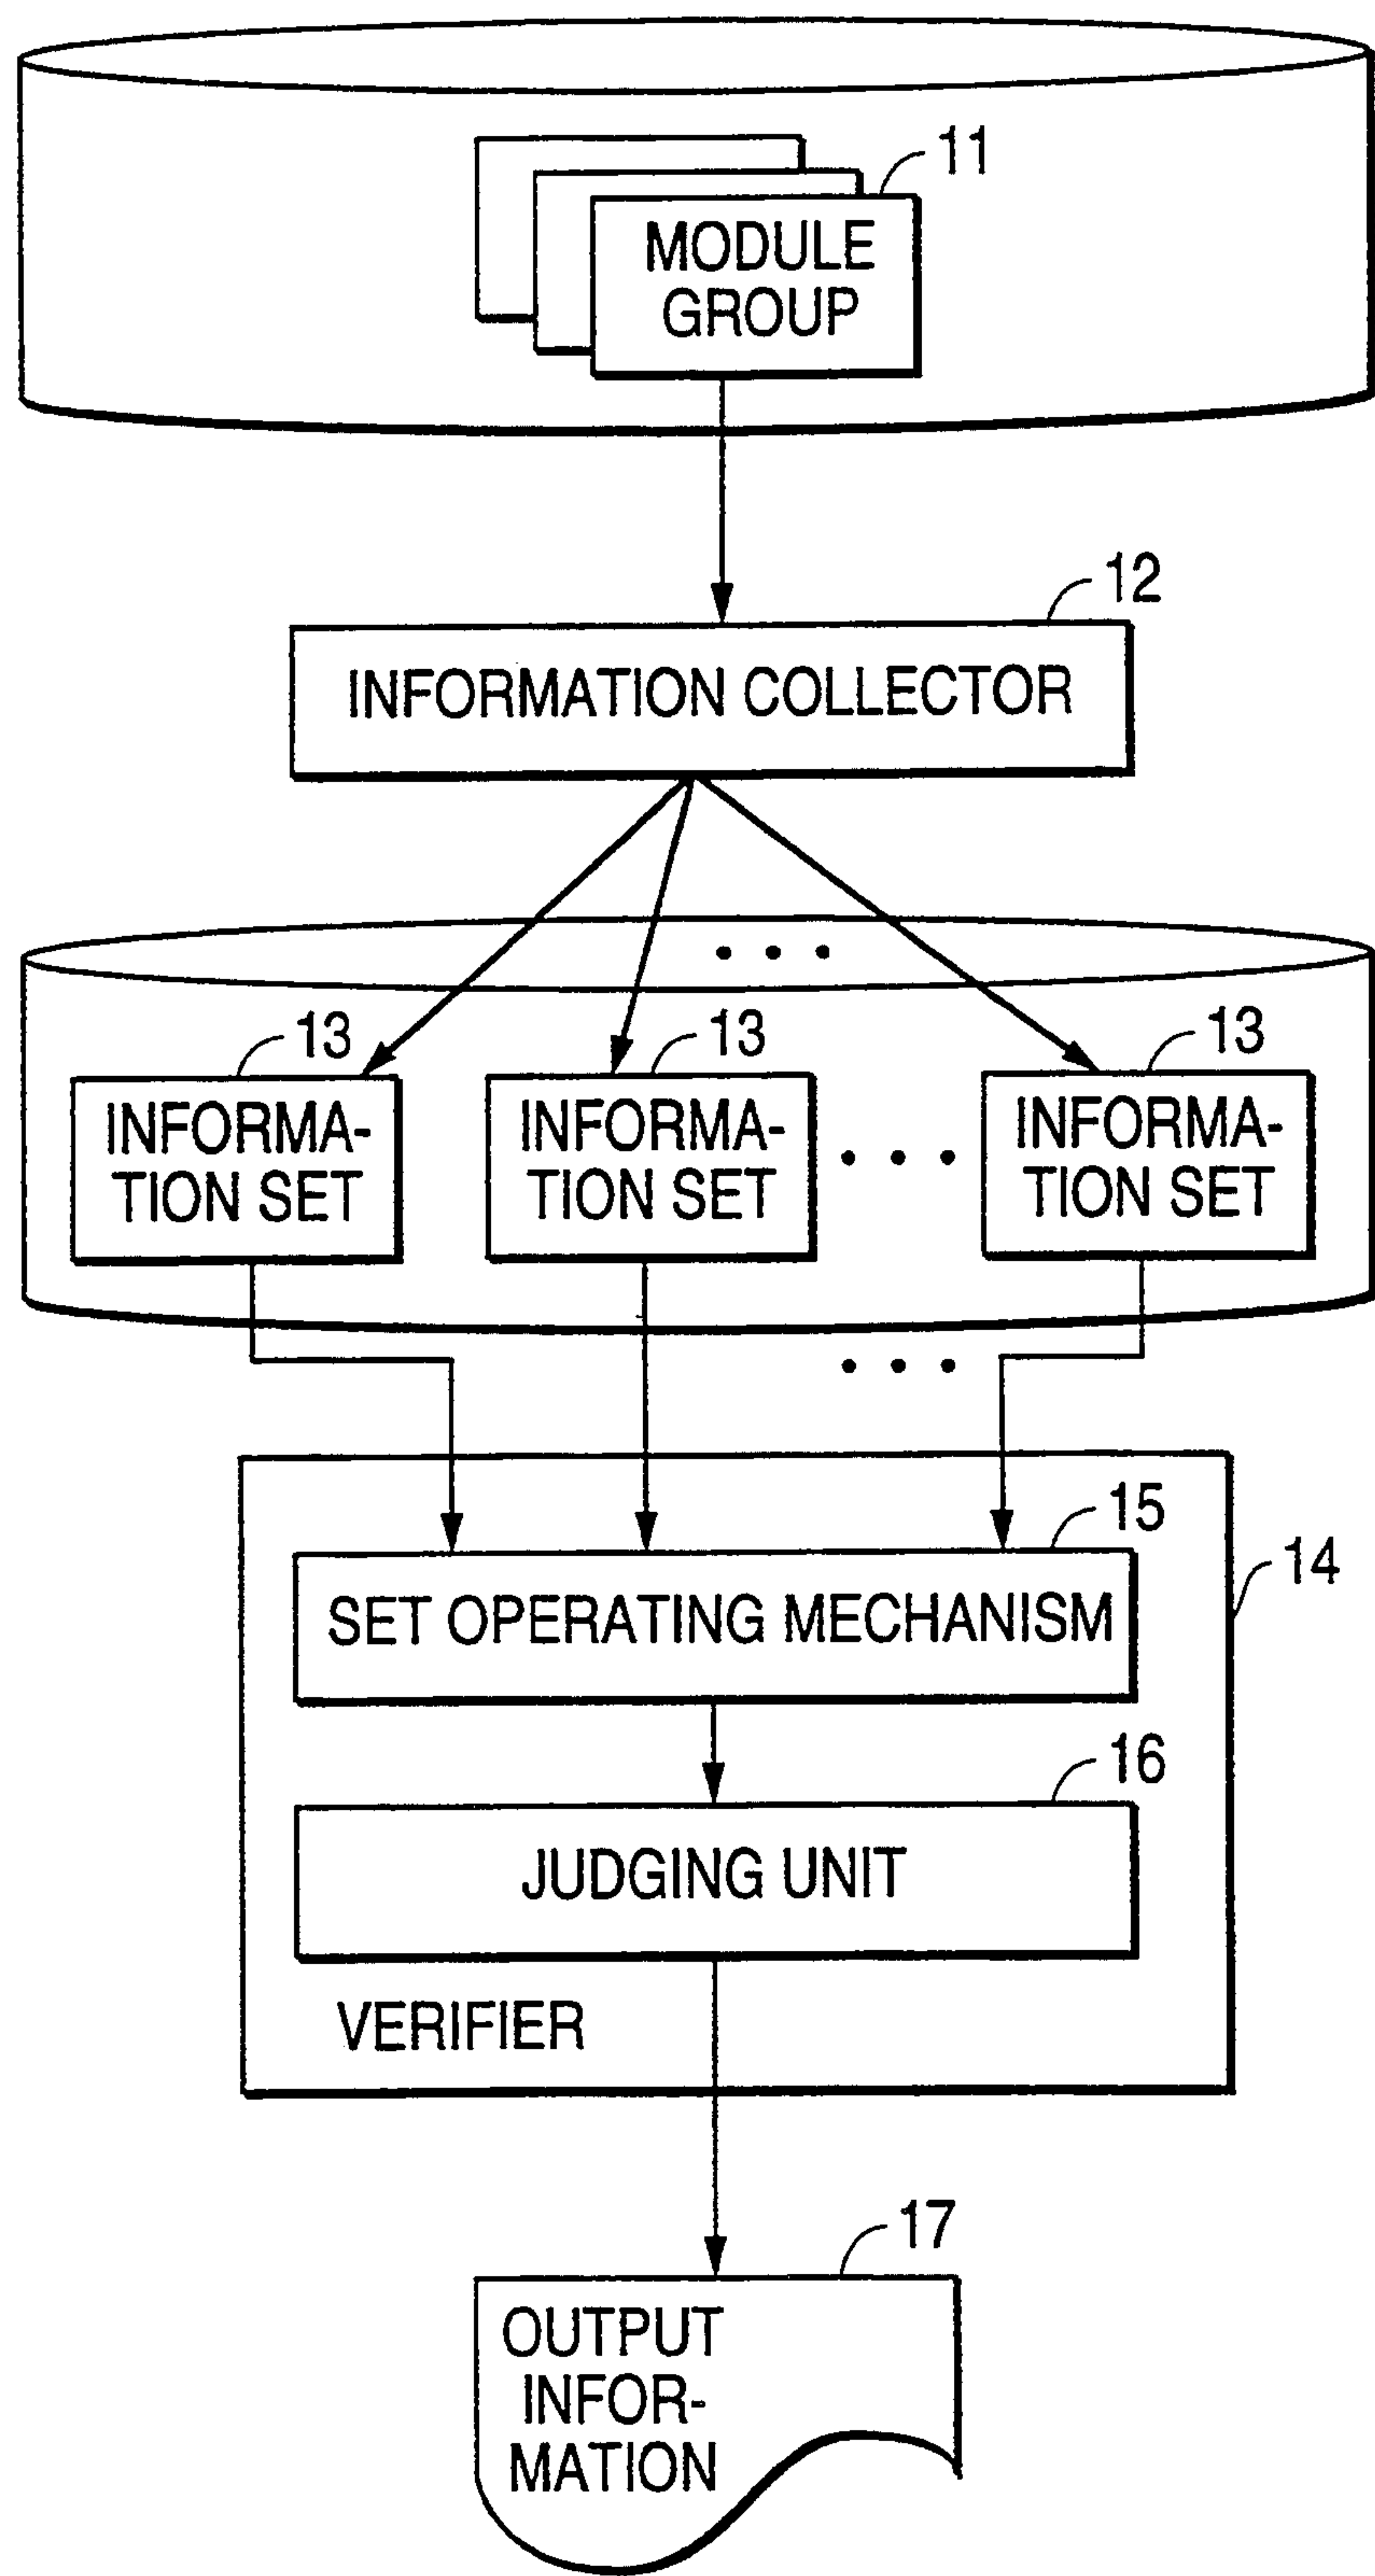 11
MODULE
GROUP
12
INFORMATION COLLECTOR
. . .
13
INFORMA-
TION SET
13
INFORMA-
TION SET
. . .
13
INFORMA-
TION SET
. . .
14
15
SET OPERATING MECHANISM
16
JUDGING UNIT
VERIFIER
17
OUTPUT
INFOR-
MATION